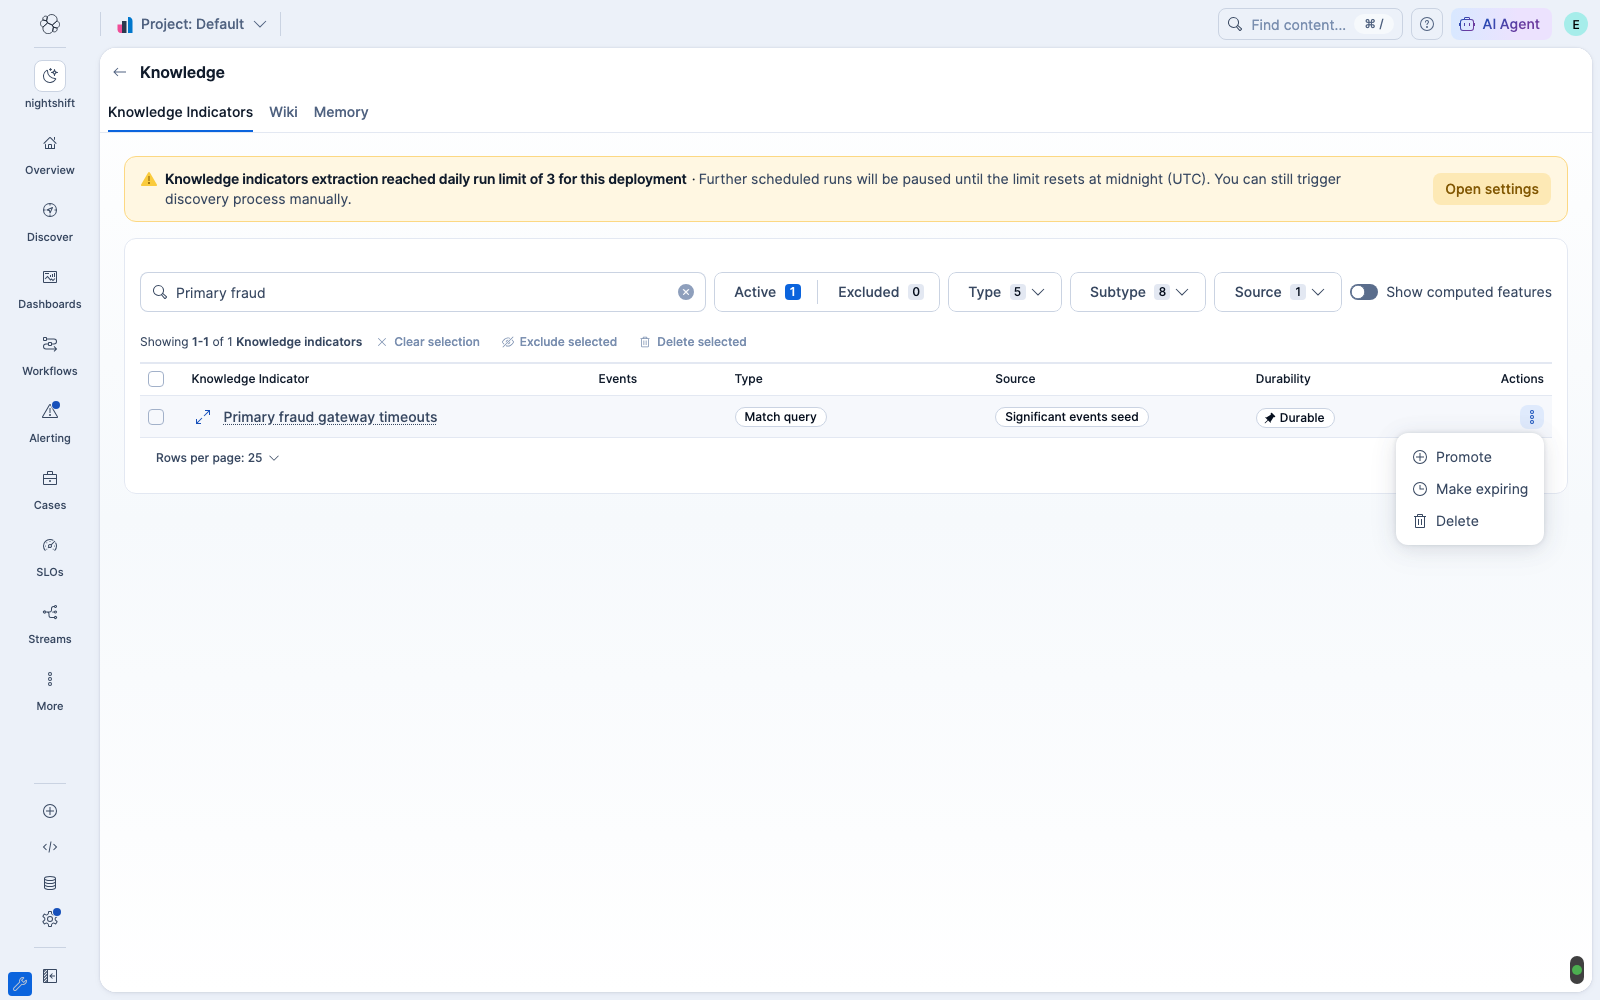 Project: Default
Find content... ⌘ /
AI Agent
E
nightshift
Overview
Discover
Dashboards
Workflows
Alerting
Cases
SLOs
Streams
More
Knowledge
Knowledge Indicators Wiki Memory
Knowledge indicators extraction reached daily run limit of 3 for this deployment · Further scheduled runs will be paused until the limit resets at midnight (UTC). You can still trigger
discovery process manually.
Open settings
Primary fraud
Active 1 Excluded 0 Type 5 Subtype 8 Source 1 Show computed features
Showing 1-1 of 1 Knowledge indicators Clear selection Exclude selected Delete selected
Knowledge Indicator Events Type Source Durability Actions
Primary fraud gateway timeouts Match query Significant events seed Durable
Rows per page: 25
Promote
Make expiring
Delete